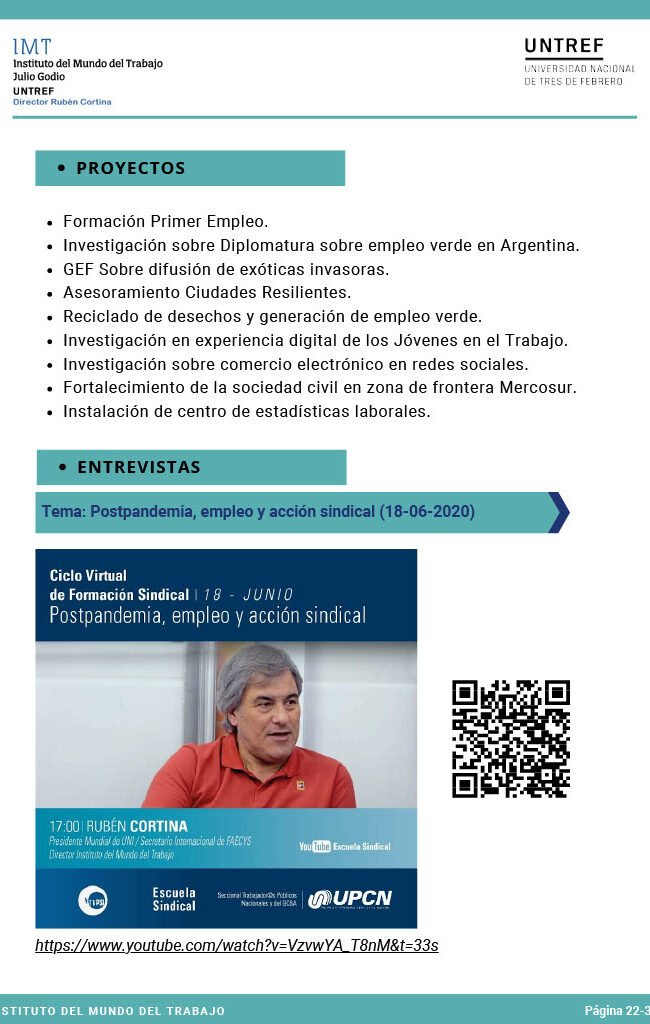 IMT
Instituto del Mundo del Trabajo
Julio Godio
UNTREF
Director Rubén Cortina
UNTREF
UNIVERSIDAD NACIONAL
DE TRES DE FEBRERO
• PROYECTOS
• Formación Primer Empleo.
• Investigación sobre Diplomatura sobre empleo verde en Argentina.
• GEF Sobre difusión de exóticas invasoras.
• Asesoramiento Ciudades Resilientes.
• Reciclado de desechos y generación de empleo verde.
• Investigación en experiencia digital de los Jóvenes en el Trabajo.
• Investigación sobre comercio electrónico en redes sociales.
• Fortalecimiento de la sociedad civil en zona de frontera Mercosur.
• Instalación de centro de estadísticas laborales.
• ENTREVISTAS
Tema: Postpandemia, empleo y acción sindical (18-06-2020)
Ciclo Virtual
de Formación Sindical | 18 - JUNIO
Postpandemia, empleo y acción sindical
17:00 | RUBÉN CORTINA
Presidente Mundial de UNI / Secretario Internacional de FAECYS
Director Instituto del Mundo del Trabajo
YouTube Escuela Sindical
Escuela
Sindical
Seccional Trabajador@s Públicos
Nacionales y del GCBA
UPCN
https://www.youtube.com/watch?v=VzvwYA_T8nM&t=33s
STITUTO DEL MUNDO DEL TRABAJO
Página 22-3